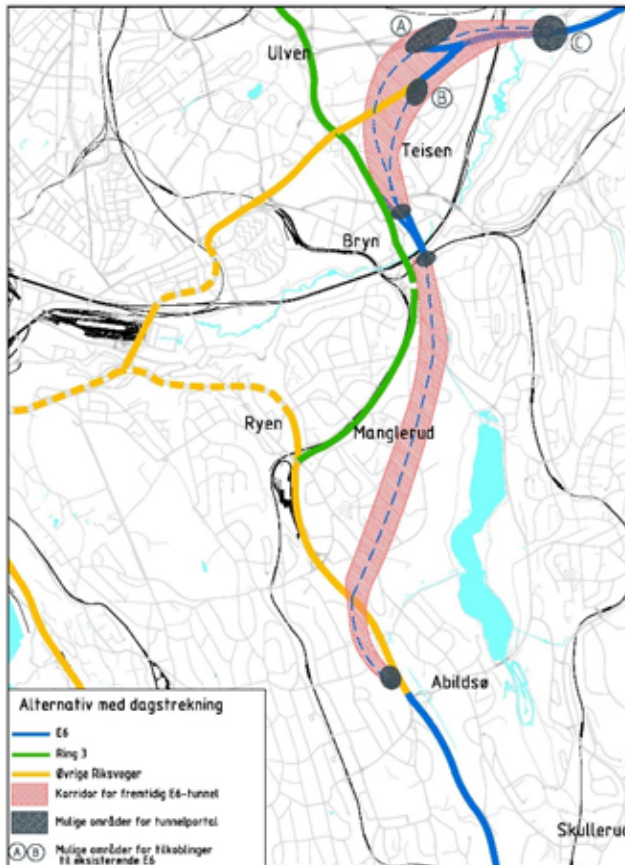 A
C
Ulven
B
Teisen
Bryn
Ryen
Manglerud
Abildsø
Alternativ med dagstrekning
E6
Ring 3
Øvrige Riksveger
Korridor for fremtidig E6-tunnel
Mulige områder for tunnelportal
A B Mulige områder for tilkoblinger
til eksisterende E6
Skullerud